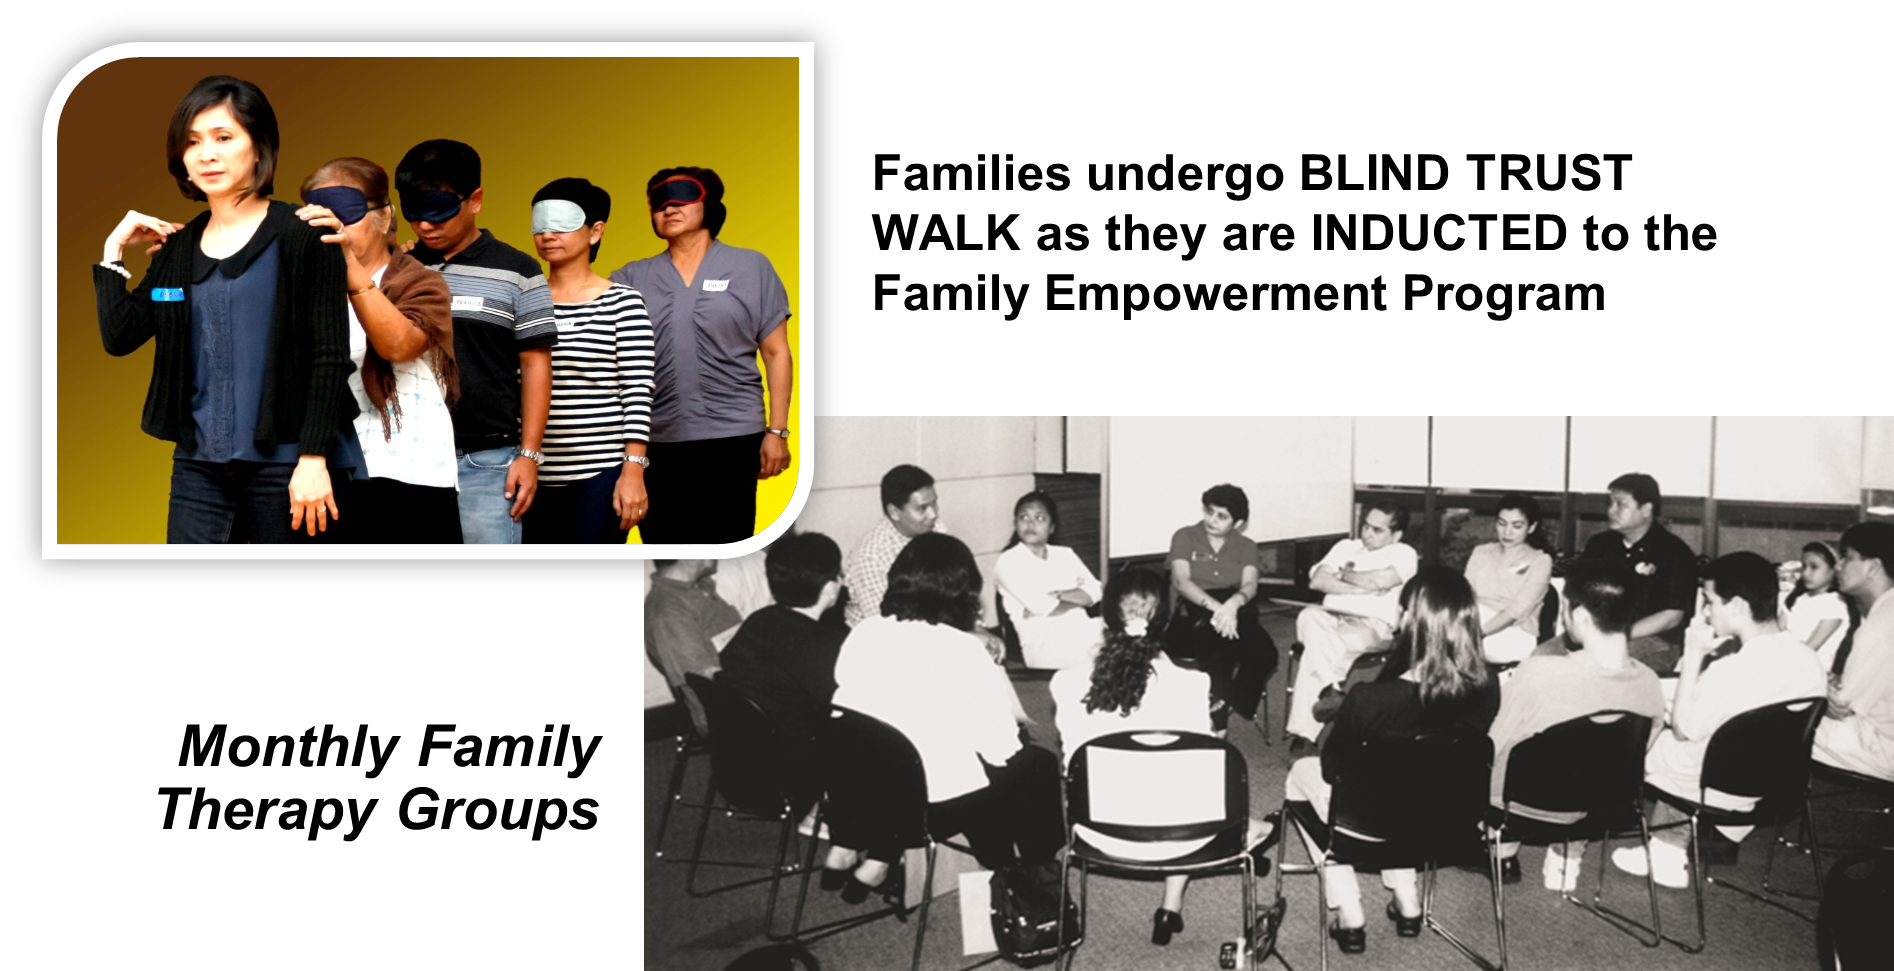 Families undergo BLIND TRUST
WALK as they are INDUCTED to the
Family Empowerment Program
Monthly Family
Therapy Groups